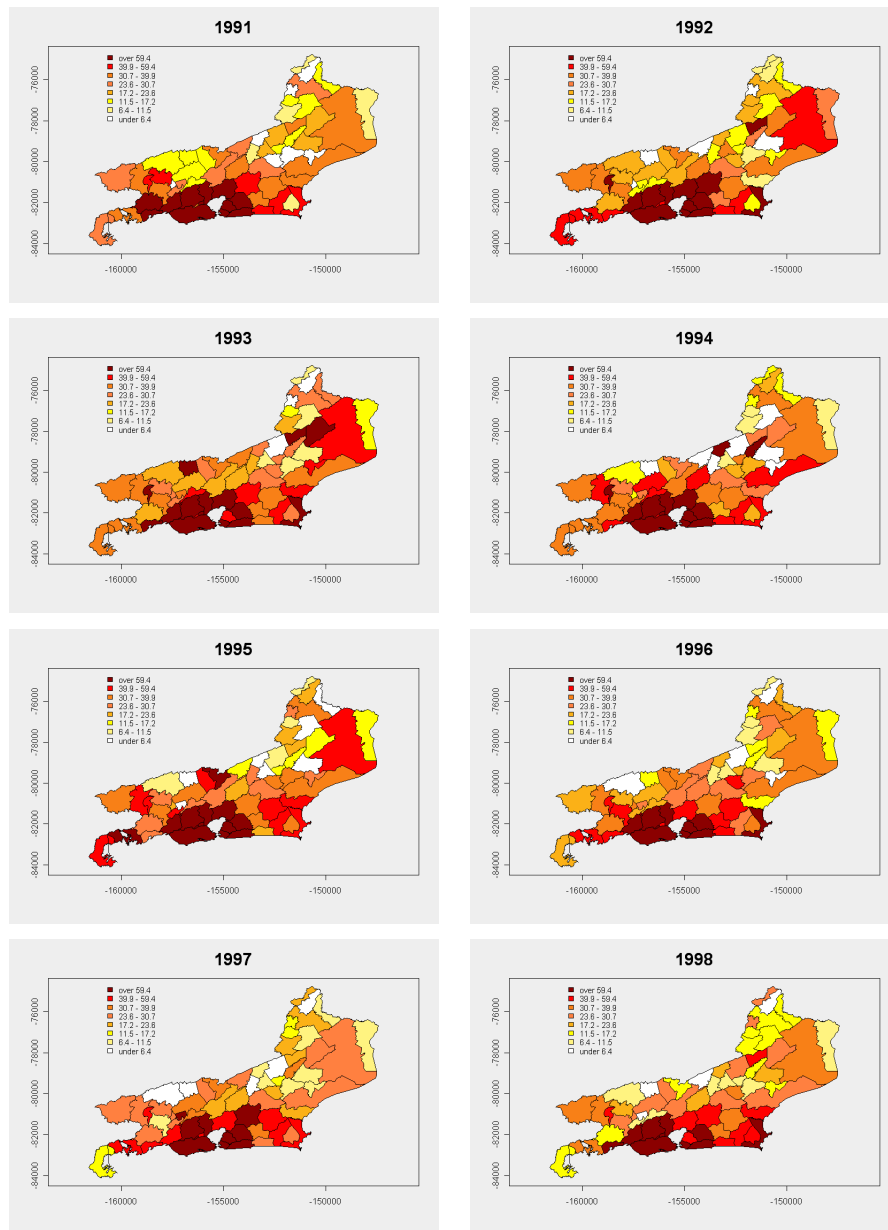 1991
over 59.4
39.9 - 59.4
30.7 - 39.9
23.6 - 30.7
17.2 - 23.6
11.5 - 17.2
6.4 - 11.5
under 6.4
-76000
-78000
-80000
-82000
-84000
-160000 -155000 -150000
1992
over 59.4
39.9 - 59.4
30.7 - 39.9
23.6 - 30.7
17.2 - 23.6
11.5 - 17.2
6.4 - 11.5
under 6.4
-76000
-78000
-80000
-82000
-84000
-160000 -155000 -150000
1993
over 59.4
39.9 - 59.4
30.7 - 39.9
23.6 - 30.7
17.2 - 23.6
11.5 - 17.2
6.4 - 11.5
under 6.4
-76000
-78000
-80000
-82000
-84000
-160000 -155000 -150000
1994
over 59.4
39.9 - 59.4
30.7 - 39.9
23.6 - 30.7
17.2 - 23.6
11.5 - 17.2
6.4 - 11.5
under 6.4
-76000
-78000
-80000
-82000
-84000
-160000 -155000 -150000
1995
over 59.4
39.9 - 59.4
30.7 - 39.9
23.6 - 30.7
17.2 - 23.6
11.5 - 17.2
6.4 - 11.5
under 6.4
-76000
-78000
-80000
-82000
-84000
-160000 -155000 -150000
1996
over 59.4
39.9 - 59.4
30.7 - 39.9
23.6 - 30.7
17.2 - 23.6
11.5 - 17.2
6.4 - 11.5
under 6.4
-76000
-78000
-80000
-82000
-84000
-160000 -155000 -150000
1997
over 59.4
39.9 - 59.4
30.7 - 39.9
23.6 - 30.7
17.2 - 23.6
11.5 - 17.2
6.4 - 11.5
under 6.4
-76000
-78000
-80000
-82000
-84000
-160000 -155000 -150000
1998
over 59.4
39.9 - 59.4
30.7 - 39.9
23.6 - 30.7
17.2 - 23.6
11.5 - 17.2
6.4 - 11.5
under 6.4
-76000
-78000
-80000
-82000
-84000
-160000 -155000 -150000